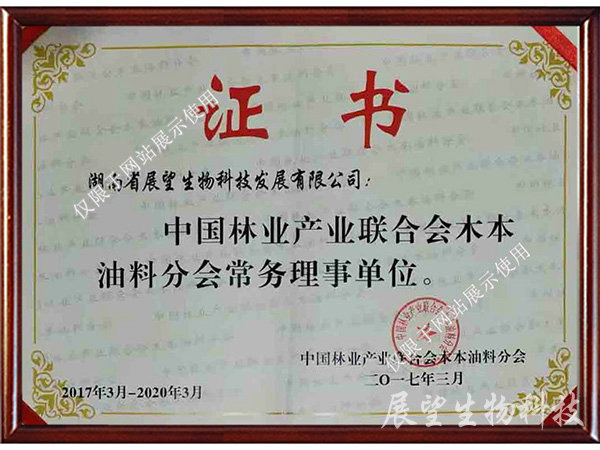 证书
湖南省展望生物科技发展有限公司：
中国林业产业联合会木本
油料分会常务理事单位。
中国林业产业联合会木本油料分会
二〇一七年三月
2017年3月-2020年3月
仅限于网站展示使用
仅限于网站展示使用
展望生物科技